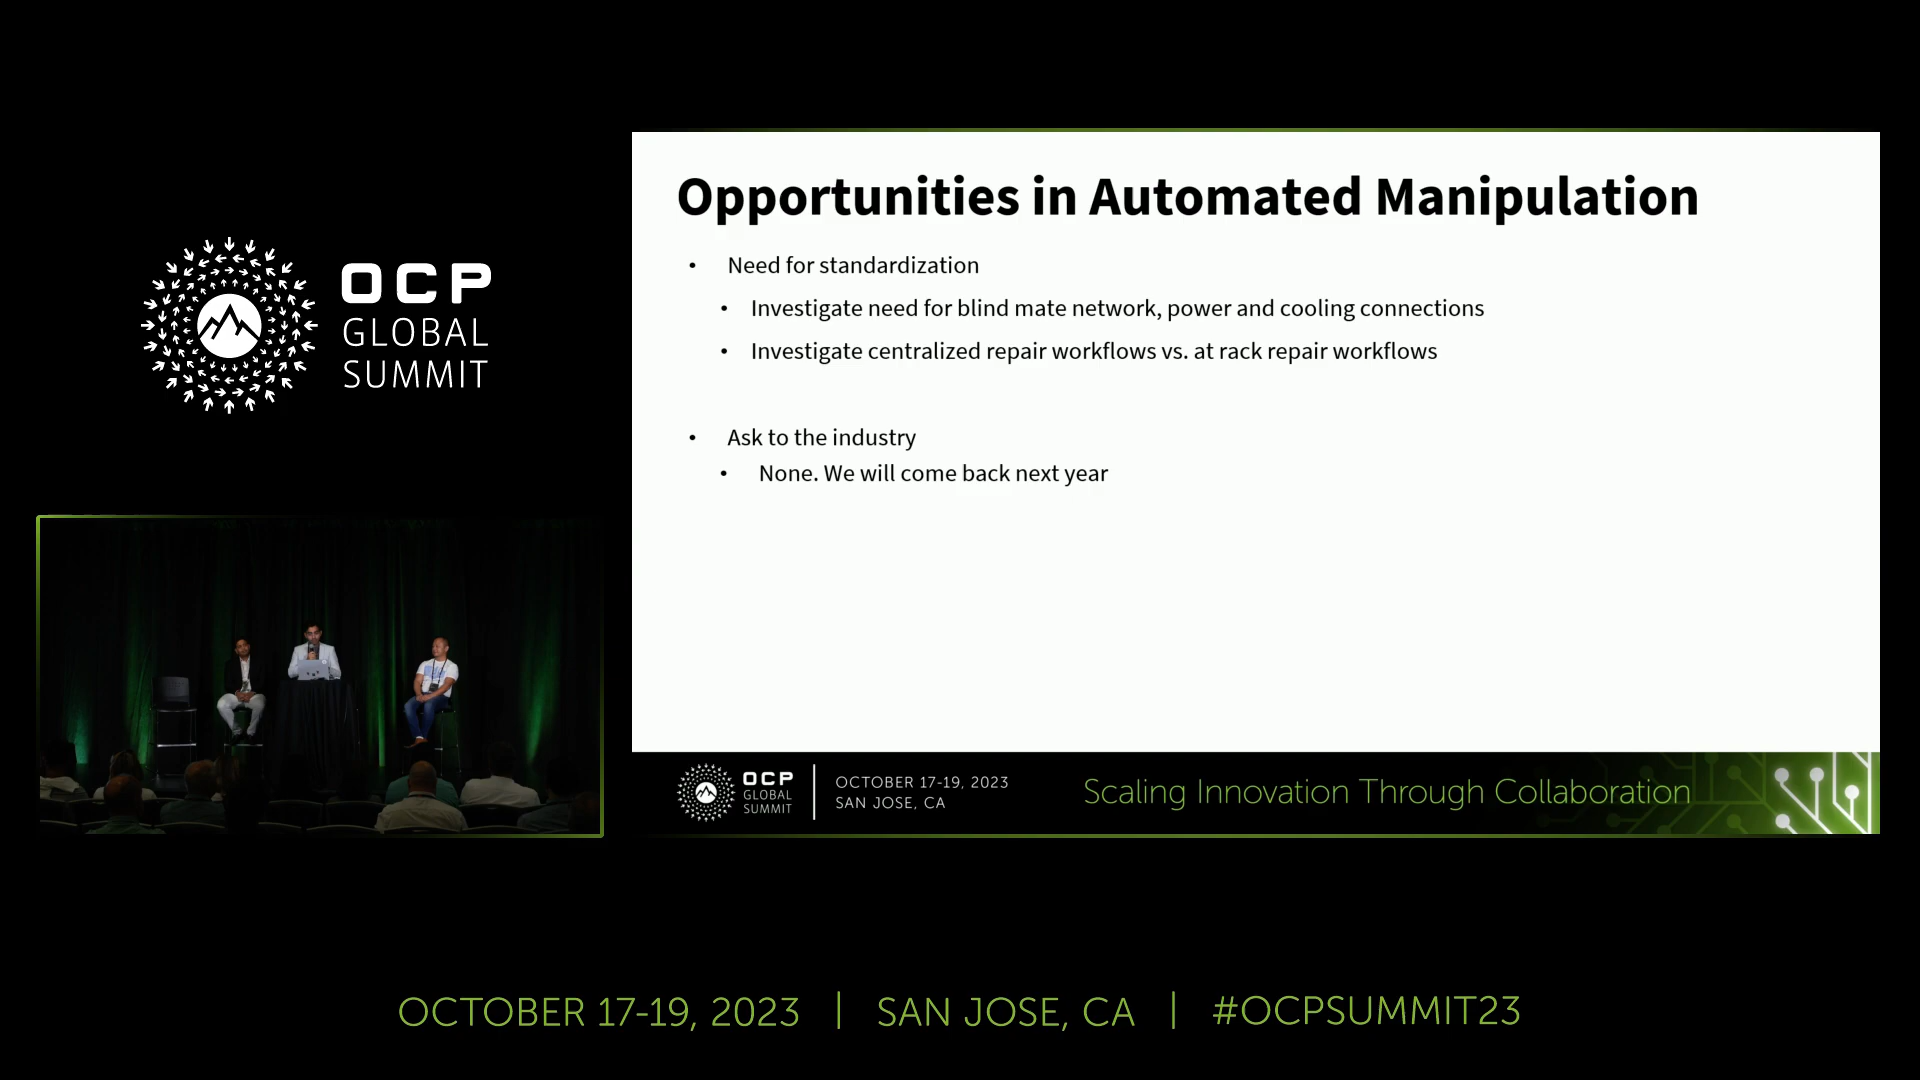 OCP
GLOBAL
SUMMIT
Opportunities in Automated Manipulation
• Need for standardization
• Investigate need for blind mate network, power and cooling connections
• Investigate centralized repair workflows vs. at rack repair workflows
• Ask to the industry
• None. We will come back next year
OCP
GLOBAL
SUMMIT
OCTOBER 17-19, 2023
SAN JOSE, CA
Scaling Innovation Through Collaboration
OCTOBER 17-19, 2023 | SAN JOSE, CA | #OCPSUMMIT23